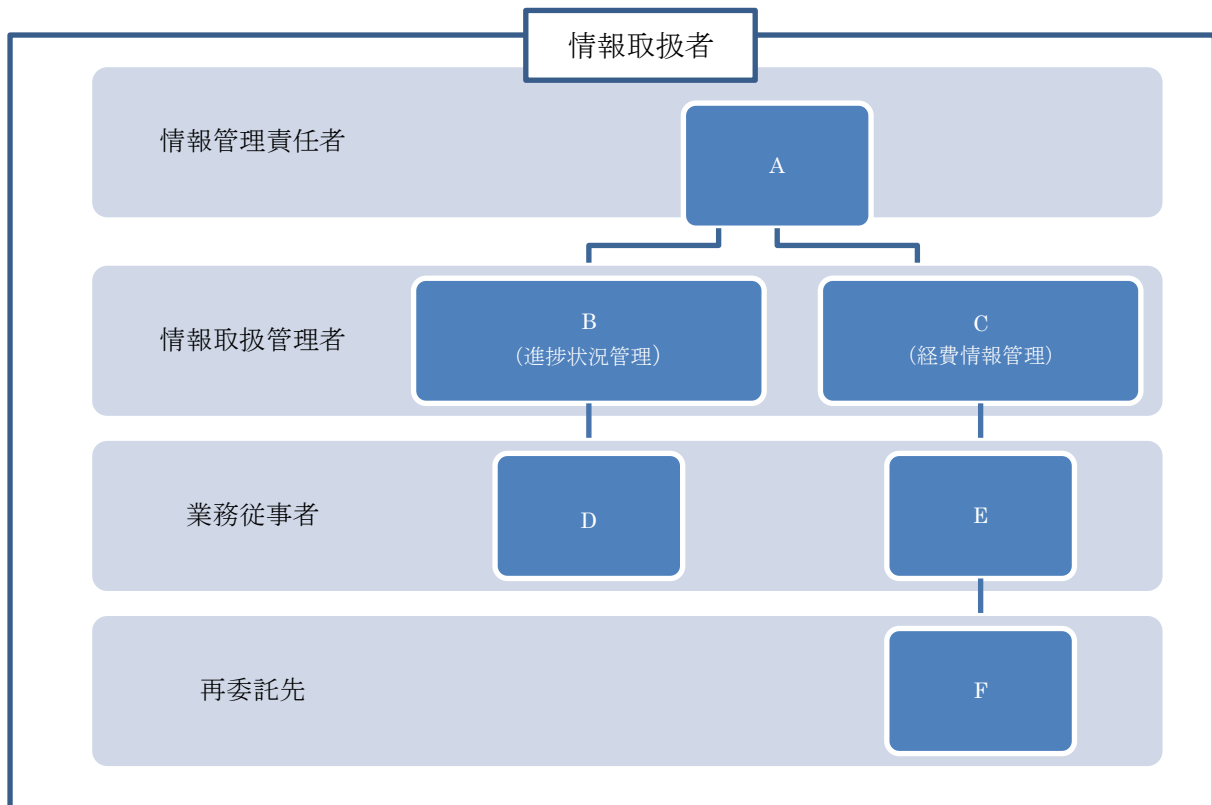 情報取扱者
情報管理責任者
A
情報取扱管理者
B
（進捗状況管理）
C
（経費情報管理）
業務従事者
D
E
再委託先
F